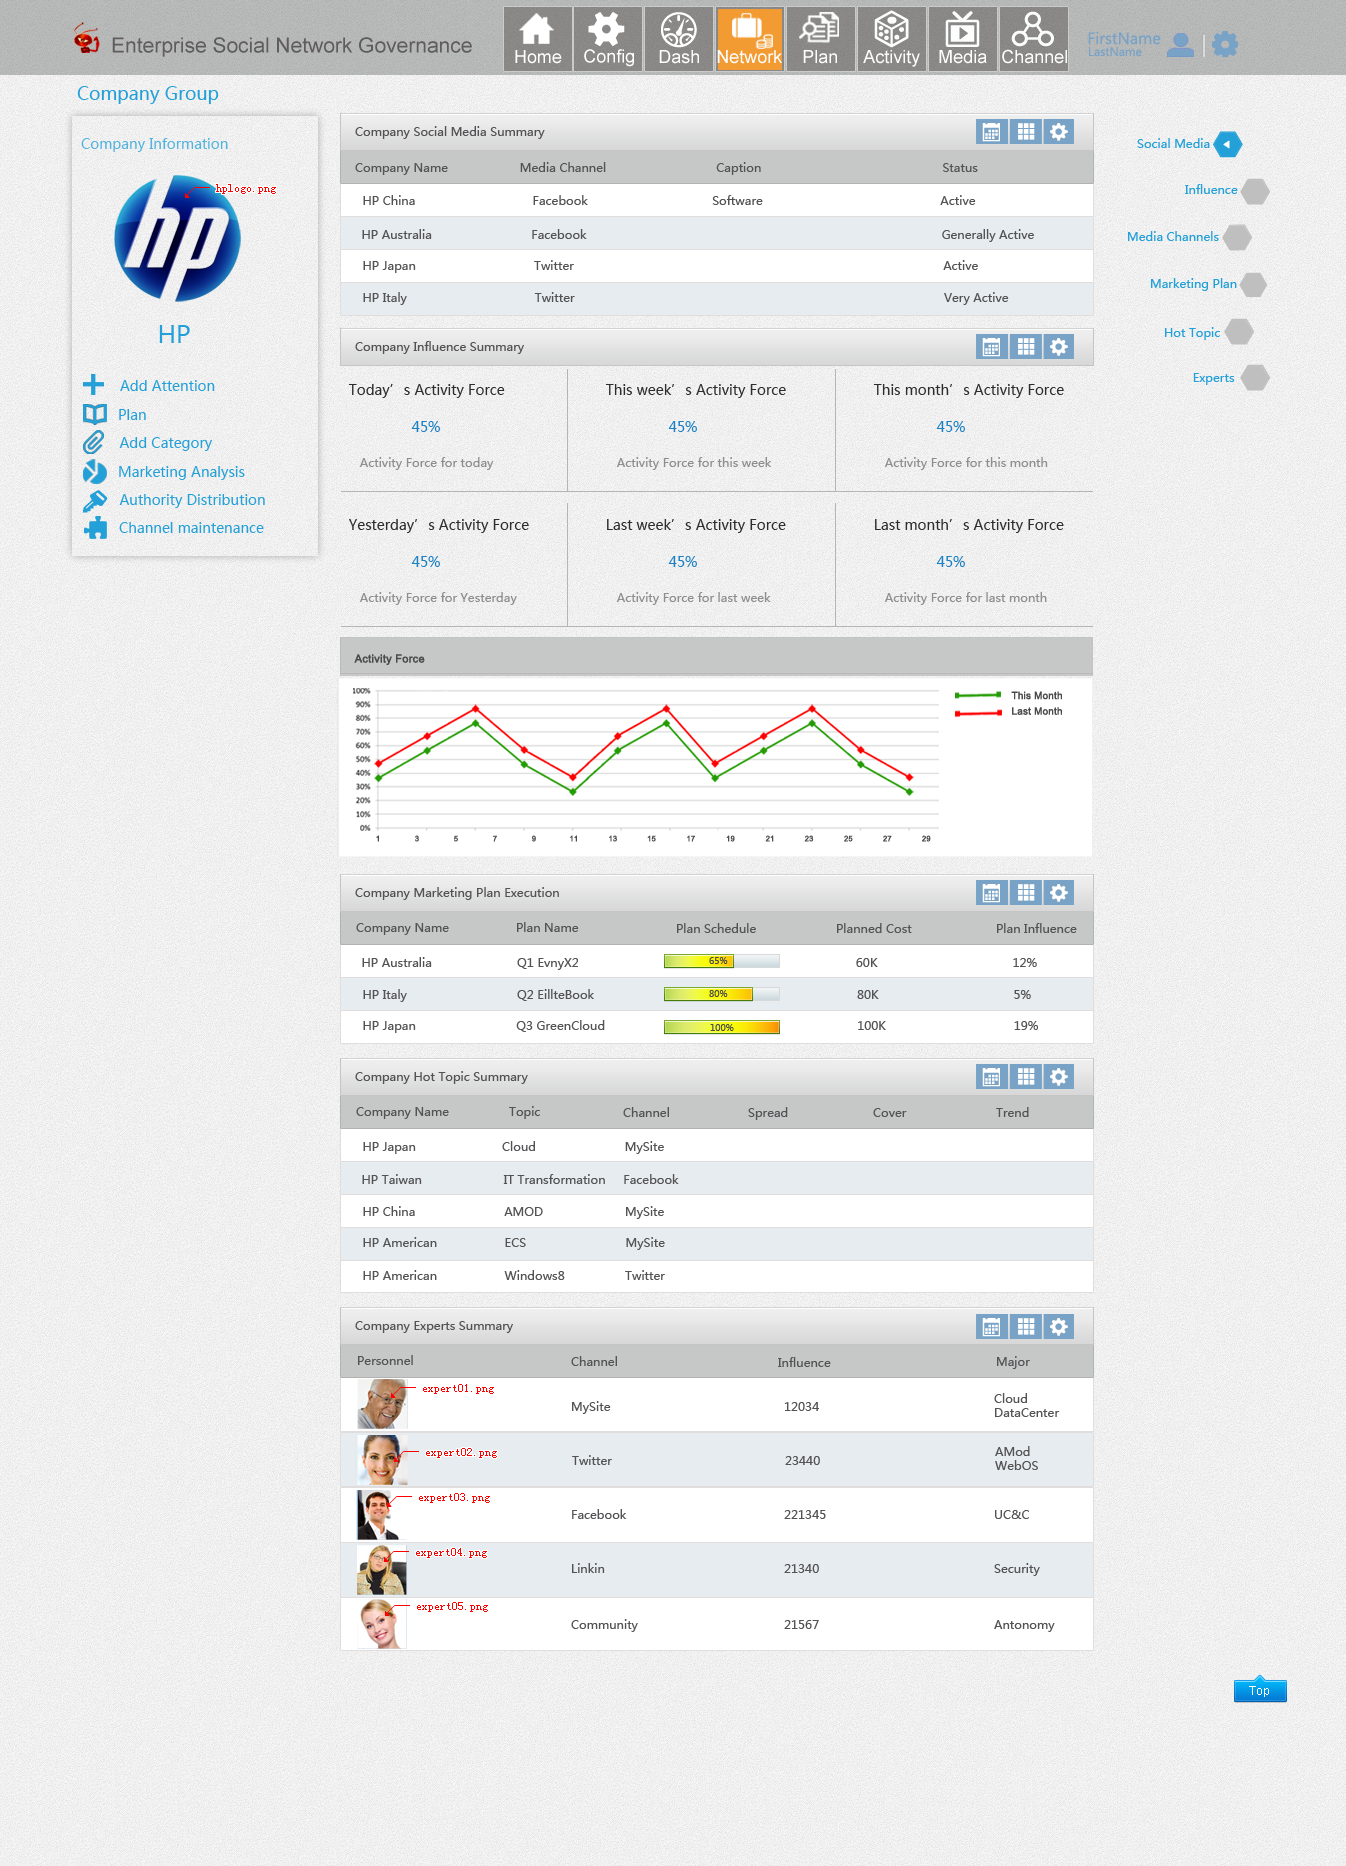 Enterprise Social Network Governance
Home Config Dash Network Plan Activity Media Channel
FirstName
LastName
Company Group
Company Information
hplogo.png
hp
HP
Add Attention
Plan
Add Category
Marketing Analysis
Authority Distribution
Channel maintenance
Company Social Media Summary
Company Name Media Channel Caption Status
HP China Facebook Software Active
HP Australia Facebook Generally Active
HP Japan Twitter Active
HP Italy Twitter Very Active
Social Media
Influence
Media Channels
Marketing Plan
Hot Topic
Experts
Company Influence Summary
Today’s Activity Force This week’s Activity Force This month’s Activity Force
45% 45% 45%
Activity Force for today Activity Force for this week Activity Force for this month
Yesterday’s Activity Force Last week’s Activity Force Last month’s Activity Force
45% 45% 45%
Activity Force for Yesterday Activity Force for last week Activity Force for last month
Activity Force
100%
90%
80%
70%
60%
50%
40%
30%
20%
10%
0%
1 3 5 7 9 11 13 15 17 19 21 23 25 27 29
This Month
Last Month
Company Marketing Plan Execution
Company Name Plan Name Plan Schedule Planned Cost Plan Influence
HP Australia Q1 EvnyX2 65% 60K 12%
HP Italy Q2 EillteBook 80% 80K 5%
HP Japan Q3 GreenCloud 100% 100K 19%
Company Hot Topic Summary
Company Name Topic Channel Spread Cover Trend
HP Japan Cloud MySite
HP Taiwan IT Transformation Facebook
HP China AMOD MySite
HP American ECS MySite
HP American Windows8 Twitter
Company Experts Summary
Personnel Channel Influence Major
expert01.png
MySite 12034 Cloud
DataCenter
expert02.png
Twitter 23440 AMod
WebOS
expert03.png
Facebook 221345 UC&C
expert04.png
Linkin 21340 Security
expert05.png
Community 21567 Antonomy
Top